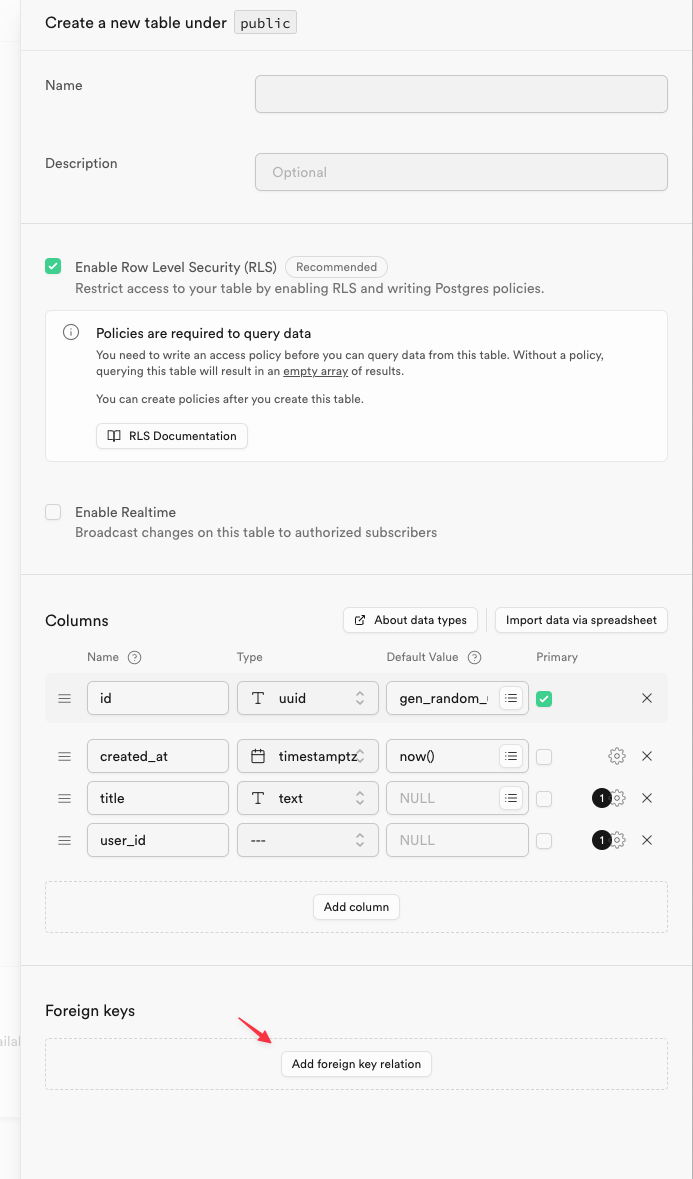 Create a new table under public
Name
Description
Optional
Enable Row Level Security (RLS) Recommended
Restrict access to your table by enabling RLS and writing Postgres policies.
Policies are required to query data
You need to write an access policy before you can query data from this table. Without a policy,
querying this table will result in an empty array of results.
You can create policies after you create this table.
RLS Documentation
Enable Realtime
Broadcast changes on this table to authorized subscribers
Columns About data types Import data via spreadsheet
Name Type Default Value Primary
id uuid gen_random_
created_at timestamptz now()
title text NULL 1
user_id --- NULL 1
Add column
Foreign keys
Add foreign key relation